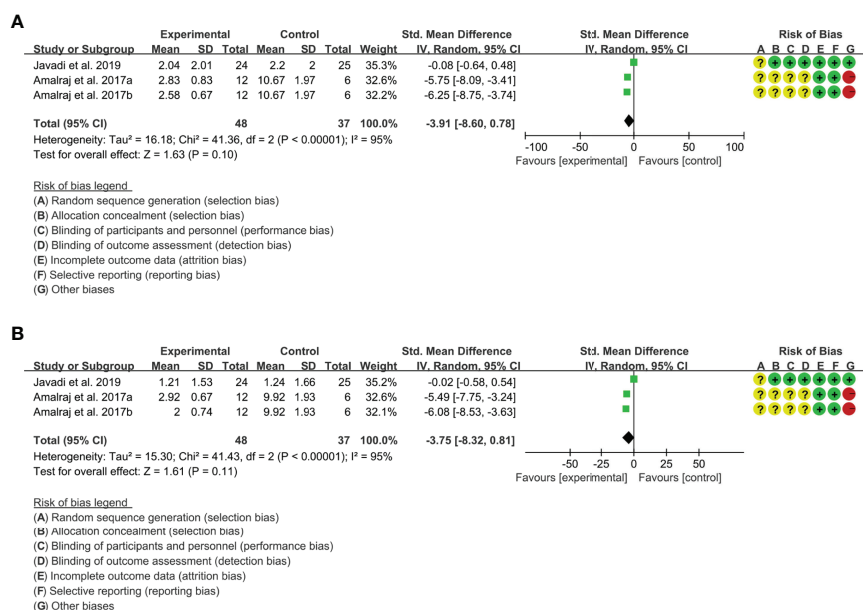 A
Experimental Control Std. Mean Difference Std. Mean Difference Risk of Bias
Study or Subgroup Mean SD Total Mean SD Total Weight IV, Random, 95% CI IV, Random, 95% CI A B C D E F G
Javadi et al. 2019 2.04 2.01 24 2.2 2 25 35.3% -0.08 [-0.64, 0.48] ? + + + + + +
Amalraj et al. 2017a 2.83 0.83 12 10.67 1.97 6 32.6% -5.75 [-8.09, -3.41] ? ? ? ? + + -
Amalraj et al. 2017b 2.58 0.67 12 10.67 1.97 6 32.2% -6.25 [-8.75, -3.74] ? ? ? ? + + -
Total (95% CI) 48 37 100.0% -3.91 [-8.60, 0.78]
Heterogeneity: Tau² = 16.18; Chi² = 41.36, df = 2 (P < 0.00001); I² = 95%
Test for overall effect: Z = 1.63 (P = 0.10)
-100 -50 0 50 100
Favours [experimental] Favours [control]
Risk of bias legend
(A) Random sequence generation (selection bias)
(B) Allocation concealment (selection bias)
(C) Blinding of participants and personnel (performance bias)
(D) Blinding of outcome assessment (detection bias)
(E) Incomplete outcome data (attrition bias)
(F) Selective reporting (reporting bias)
(G) Other biases
B
Experimental Control Std. Mean Difference Std. Mean Difference Risk of Bias
Study or Subgroup Mean SD Total Mean SD Total Weight IV, Random, 95% CI IV, Random, 95% CI A B C D E F G
Javadi et al. 2019 1.21 1.53 24 1.24 1.66 25 35.2% -0.02 [-0.58, 0.54] ? + + + + + +
Amalraj et al. 2017a 2.92 0.67 12 9.92 1.93 6 32.6% -5.49 [-7.75, -3.24] ? ? ? ? + + -
Amalraj et al. 2017b 2 0.74 12 9.92 1.93 6 32.1% -6.08 [-8.53, -3.63] ? ? ? ? + + -
Total (95% CI) 48 37 100.0% -3.75 [-8.32, 0.81]
Heterogeneity: Tau² = 15.30; Chi² = 41.43, df = 2 (P < 0.00001); I² = 95%
Test for overall effect: Z = 1.61 (P = 0.11)
-50 -25 0 25 50
Favours [experimental] Favours [control]
Risk of bias legend
(A) Random sequence generation (selection bias)
(B) Allocation concealment (selection bias)
(C) Blinding of participants and personnel (performance bias)
(D) Blinding of outcome assessment (detection bias)
(E) Incomplete outcome data (attrition bias)
(F) Selective reporting (reporting bias)
(G) Other biases